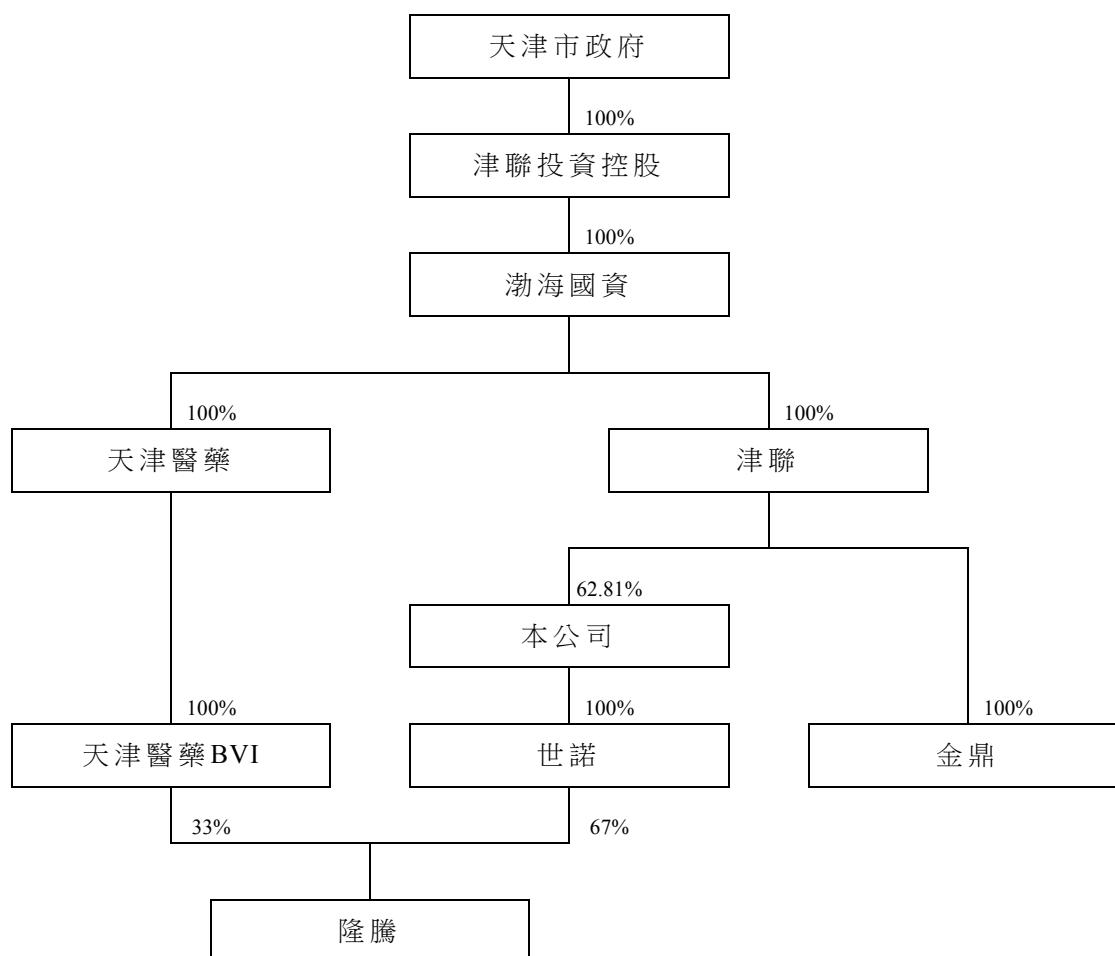 天津市政府
100%
津聯投資控股
100%
渤海國資
100%
100%
天津醫藥
津聯
62.81%
本公司
100%
100%
100%
天津醫藥BVI
世諾
金鼎
33%
67%
隆騰